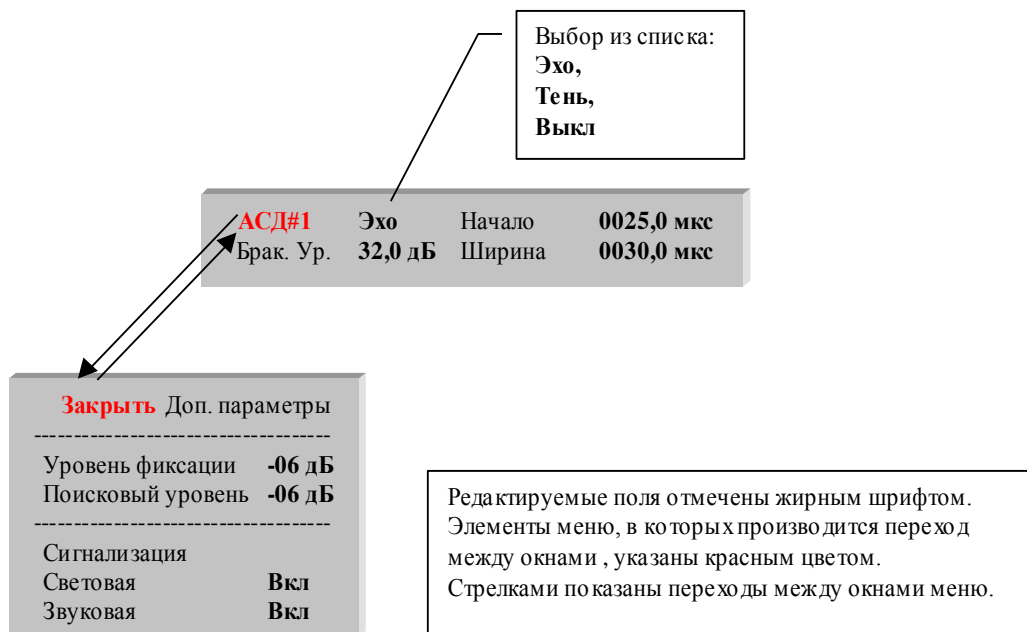 Выбор из списка:
Эхо,
Тень,
Выкл
АСД#1 Эхо Начало 0025,0 мкс
Брак. Ур. 32,0 дБ Ширина 0030,0 мкс
Закрыть Доп. параметры
-------------------------------------
Уровень фиксации -06 дБ
Поисковый уровень -06 дБ
-------------------------------------
Сигнализация
Световая Вкл
Звуковая Вкл
Редактируемые поля отмечены жирным шрифтом.
Элементы меню, в которых производится переход
между окнами , указаны красным цветом.
Стрелками показаны переходы между окнами меню.